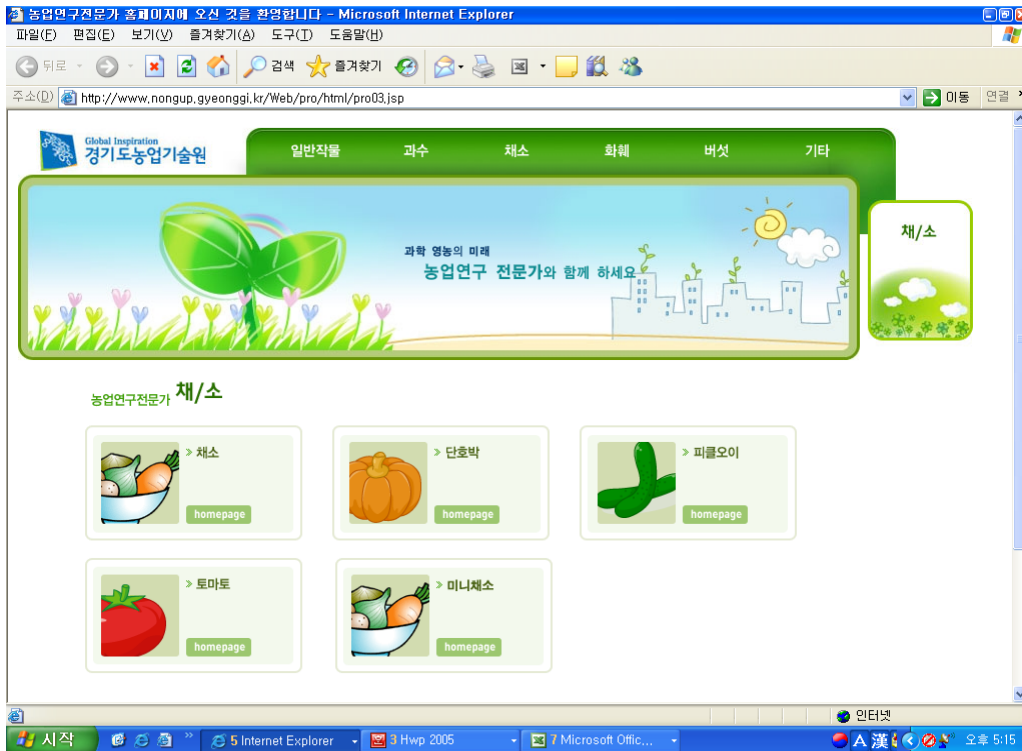 농업연구전문가 홈페이지에 오신 것을 환영합니다 - Microsoft Internet Explorer
파일(F) 편집(E) 보기(V) 즐겨찾기(A) 도구(T) 도움말(H)
뒤로 검색 즐겨찾기
주소(D) http://www.nongup.gyeonggi.kr/Web/pro/html/pro03.jsp 이동 연결
Global Inspiration
경기도농업기술원
일반작물 과수 채소 화훼 버섯 기타
과학 영농의 미래
농업연구 전문가와 함께 하세요
채/소
농업연구전문가 채/소
> 채소
homepage
> 단호박
homepage
> 피클오이
homepage
> 토마토
homepage
> 미니채소
homepage
인터넷
시작 5 Internet Explorer 3 Hwp 2005 7 Microsoft Offic... A 漢 오후 5:15